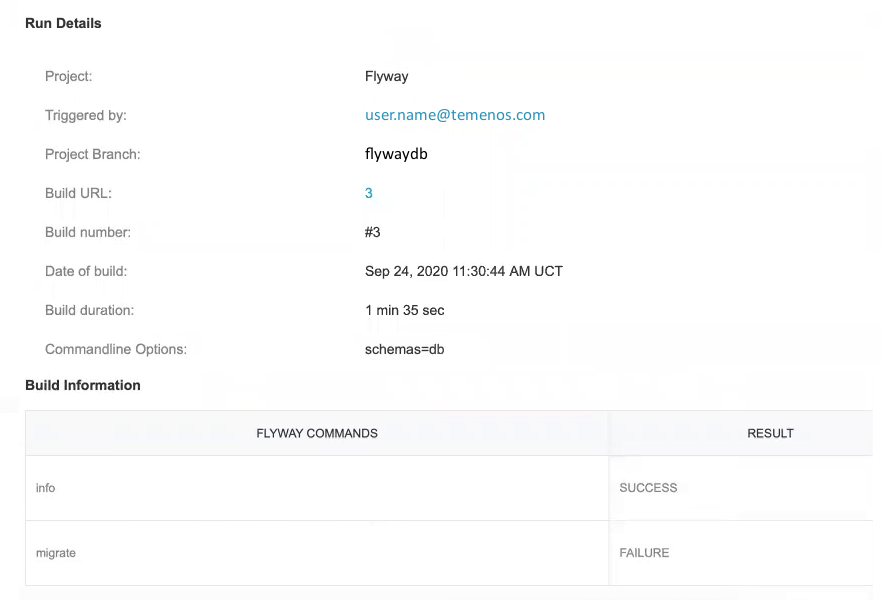 Run Details
Project: Flyway
Triggered by: user.name@temenos.com
Project Branch: flywaydb
Build URL: 3
Build number: #3
Date of build: Sep 24, 2020 11:30:44 AM UCT
Build duration: 1 min 35 sec
Commandline Options: schemas=db
Build Information
FLYWAY COMMANDS RESULT
info SUCCESS
migrate FAILURE